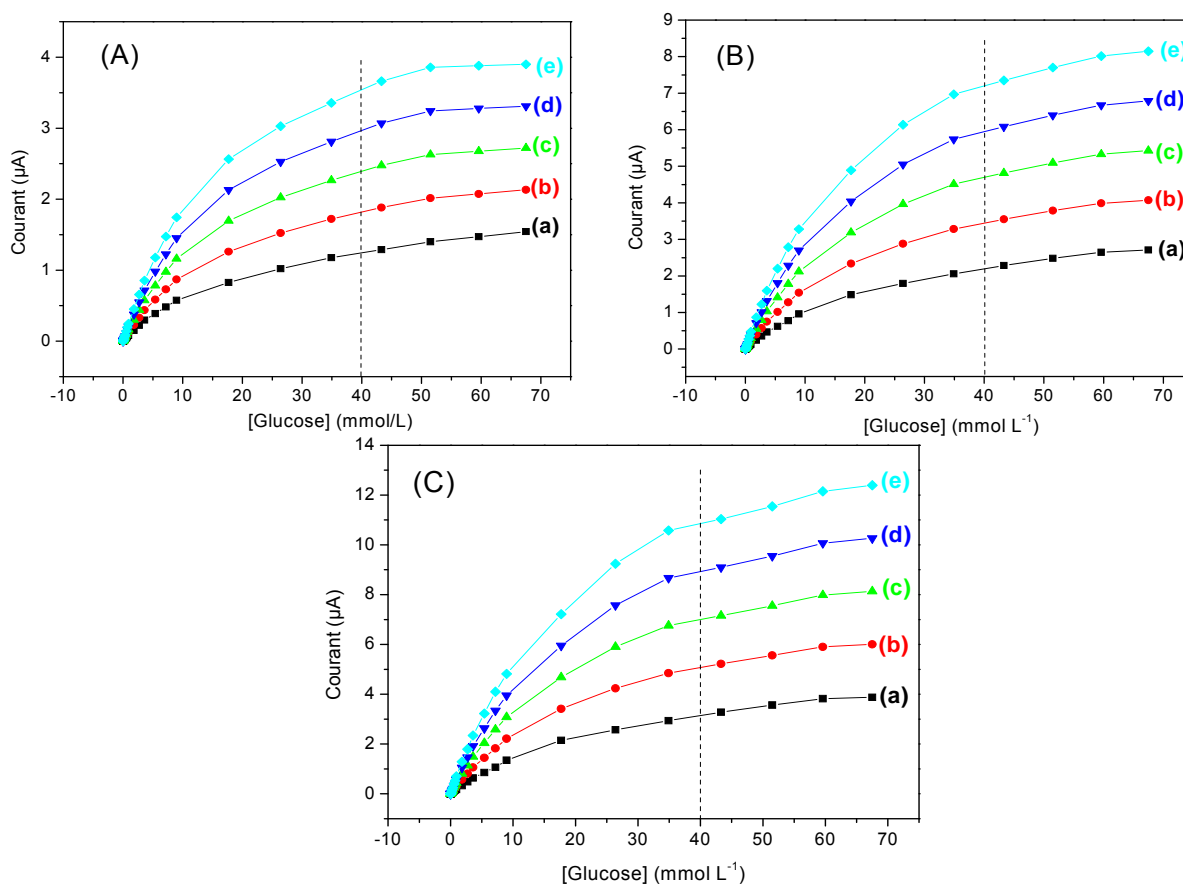 (A)
Courant (µA)
4
3
2
1
0
(e)
(d)
(c)
(b)
(a)
-10 0 10 20 30 40 50 60 70
[Glucose] (mmol/L)
(B)
Courant (µA)
9
8
7
6
5
4
3
2
1
0
(e)
(d)
(c)
(b)
(a)
-10 0 10 20 30 40 50 60 70
[Glucose] (mmol L⁻¹)
(C)
Courant (µA)
14
12
10
8
6
4
2
0
(e)
(d)
(c)
(b)
(a)
-10 0 10 20 30 40 50 60 70
[Glucose] (mmol L⁻¹)